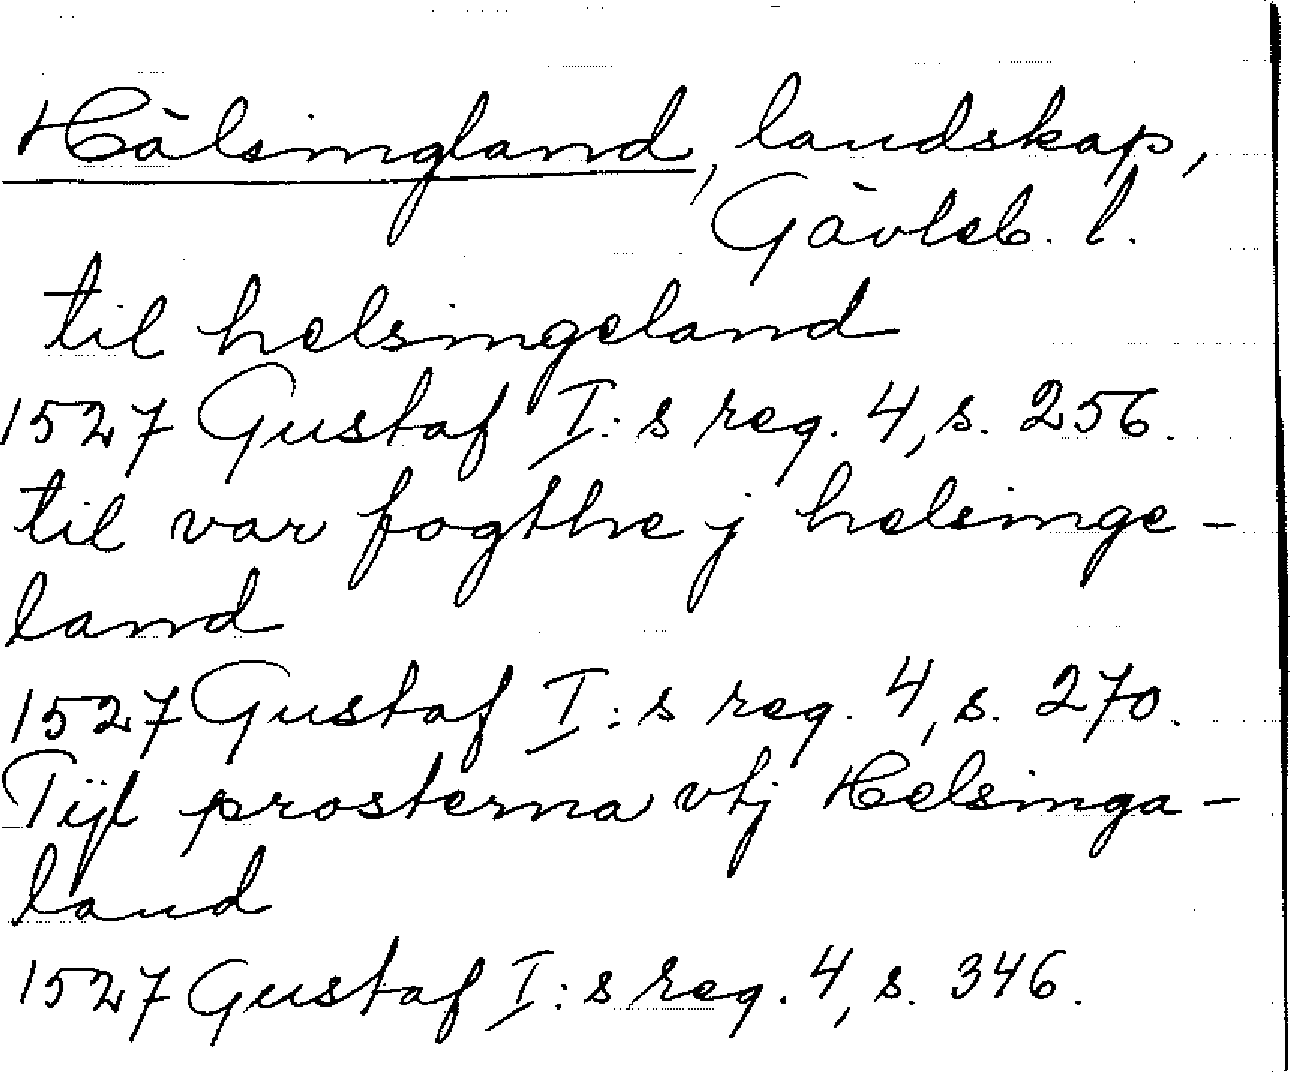 Hälsingland, landskap,
Gävleb. l.
til helsingeland
1527 Gustaf I:s reg. 4, s. 256.
til var fogthe j helsinge-
land
1527 Gustaf I:s reg. 4, s. 270.
Tijl prosterna vtj Helsinga-
land
1527 Gustaf I:s reg. 4, s. 346.